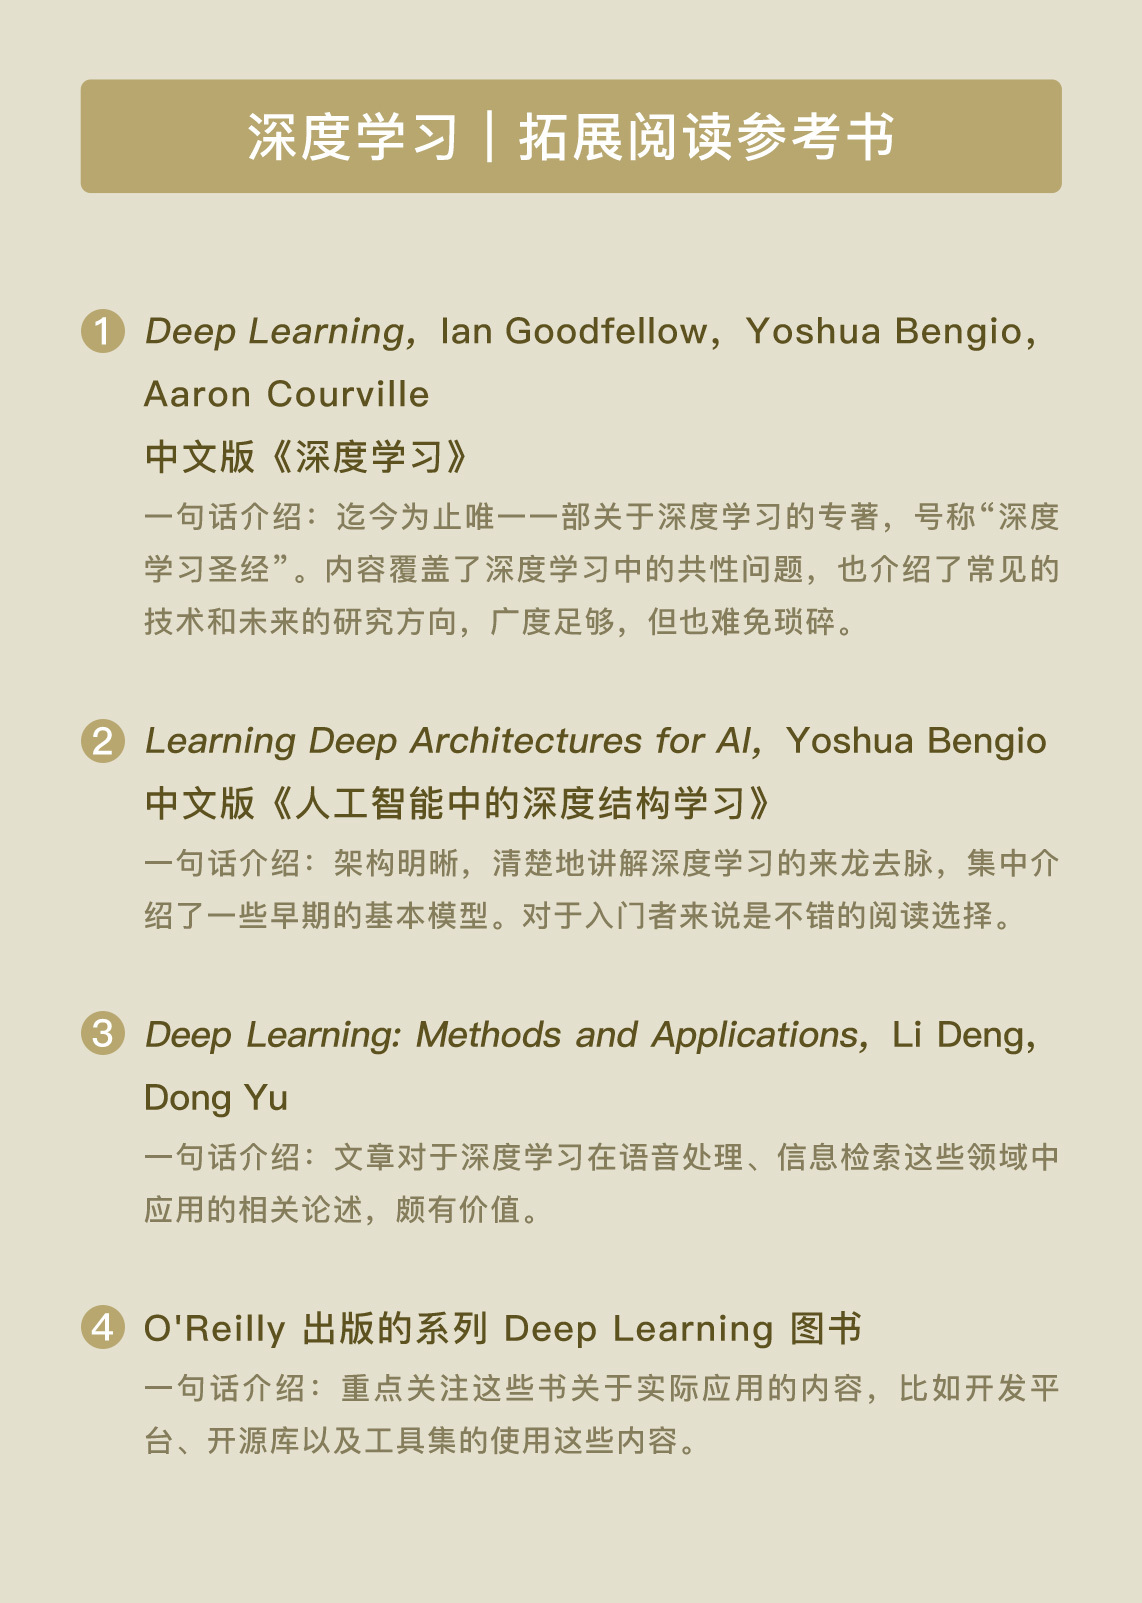 深度学习｜拓展阅读参考书
1 Deep Learning，Ian Goodfellow，Yoshua Bengio，
Aaron Courville
中文版《深度学习》
一句话介绍：迄今为止唯一一部关于深度学习的专著，号称“深度
学习圣经”。内容覆盖了深度学习中的共性问题，也介绍了常见的
技术和未来的研究方向，广度足够，但也难免琐碎。
2 Learning Deep Architectures for AI，Yoshua Bengio
中文版《人工智能中的深度结构学习》
一句话介绍：架构明晰，清楚地讲解深度学习的来龙去脉，集中介
绍了一些早期的基本模型。对于入门者来说是不错的阅读选择。
3 Deep Learning: Methods and Applications，Li Deng，
Dong Yu
一句话介绍：文章对于深度学习在语音处理、信息检索这些领域中
应用的相关论述，颇有价值。
4 O'Reilly 出版的系列 Deep Learning 图书
一句话介绍：重点关注这些书关于实际应用的内容，比如开发平
台、开源库以及工具集的使用这些内容。